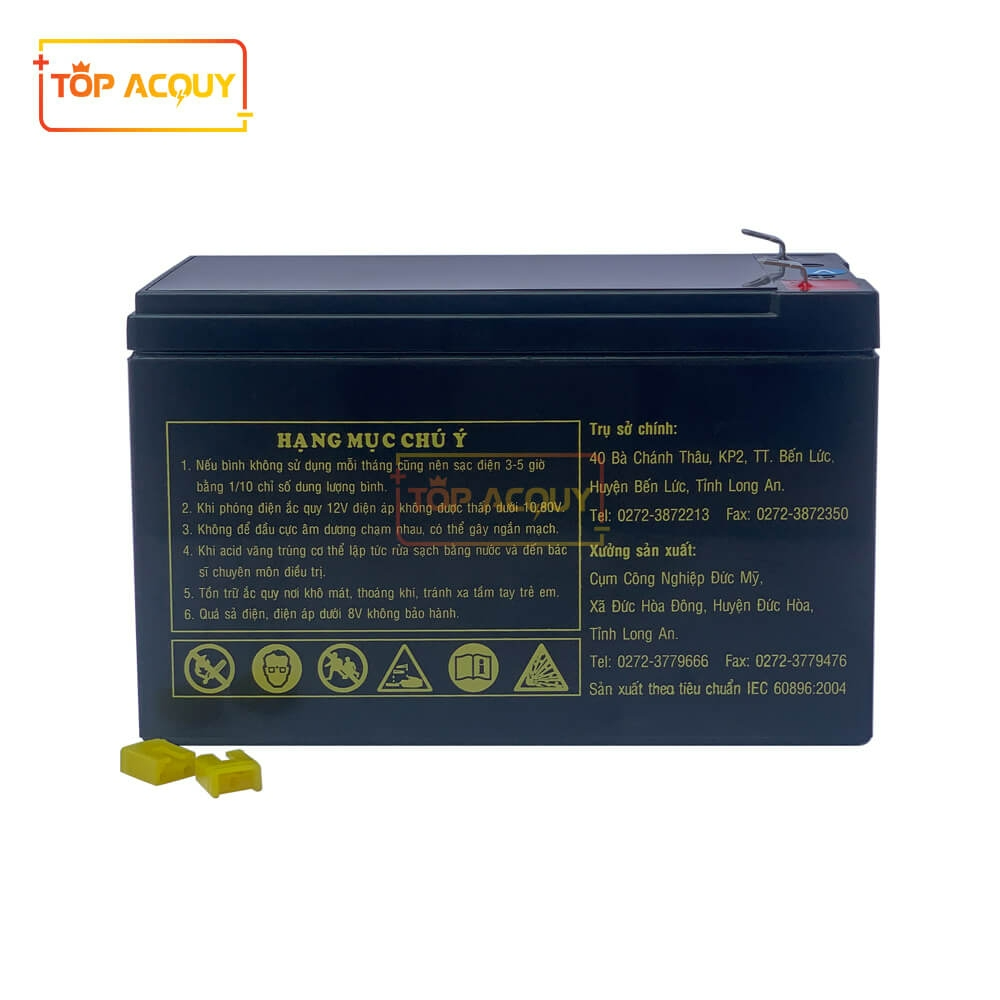 TOP ACQUY
HẠNG MỤC CHÚ Ý
1. Nếu bình không sử dụng mỗi tháng cũng nên sạc điện 3-5 giờ
bằng 1/10 chỉ số dung lượng bình.
2. Khi phóng điện ắc quy 12V điện áp không được thấp dưới 10,80V.
3. Không để đầu cực âm dương chạm nhau, có thể gây ngắn mạch.
4. Khi acid văng trúng cơ thể lập tức rửa sạch bằng nước và đến bác
sĩ chuyên môn điều trị.
5. Tồn trữ ắc quy nơi khô mát, thoáng khí, tránh xa tầm tay trẻ em.
6. Quá sả điện, điện áp dưới 8V không bảo hành.
TOP ACQUY
Trụ sở chính:
40 Bà Chánh Thâu, KP2, TT. Bến Lức,
Huyện Bến Lức, Tỉnh Long An.
Tel: 0272-3872213 Fax: 0272-3872350
Xưởng sản xuất:
Cụm Công Nghiệp Đức Mỹ,
Xã Đức Hòa Đông, Huyện Đức Hòa,
Tỉnh Long An.
Tel: 0272-3779666 Fax: 0272-3779476
Sản xuất theo tiêu chuẩn IEC 60896:2004